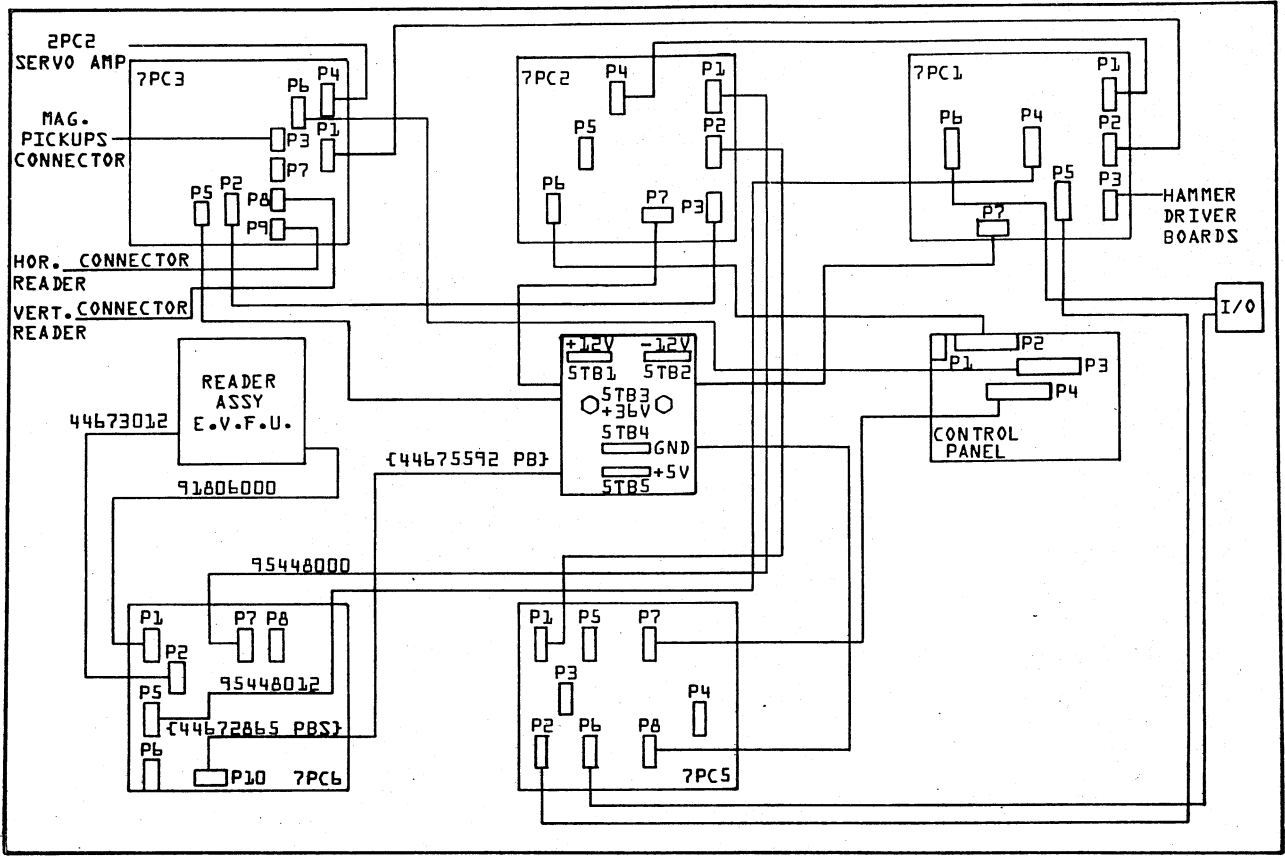 2PC2
SERVO AMP
7PC3
P6
P4
MAG.
PICKUPS
CONNECTOR
P3
P1
P7
P5
P2
P8
P9
HOR. CONNECTOR
READER
VERT. CONNECTOR
READER
7PC2
P4
P1
P5
P2
P6
P7
P3
7PC1
P1
P6
P4
P2
P5
P3
P7
HAMMER
DRIVER
BOARDS
I/O
READER
ASSY
E.V.F.U.
44673012
91806000
+12V
-12V
5TB1
5TB2
5TB3
+36V
5TB4
GND
+5V
5TB5
{44675592 PB}
P2
P1
P3
P4
CONTROL
PANEL
95448000
P1
P7
P8
P2
P5
95448012
{44672865 PBS}
P6
P10
7PC6
P1
P5
P7
P3
P4
P2
P6
P8
7PC5